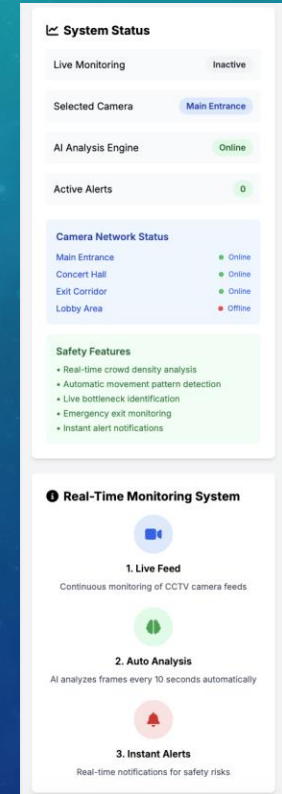 System Status
Live Monitoring Inactive
Selected Camera Main Entrance
AI Analysis Engine Online
Active Alerts 0
Camera Network Status
Main Entrance • Online
Concert Hall • Online
Exit Corridor • Online
Lobby Area • Offline
Safety Features
• Real-time crowd density analysis
• Automatic movement pattern detection
• Live bottleneck identification
• Emergency exit monitoring
• Instant alert notifications
Real-Time Monitoring System
1. Live Feed
Continuous monitoring of CCTV camera feeds
2. Auto Analysis
AI analyzes frames every 10 seconds automatically
3. Instant Alerts
Real-time notifications for safety risks